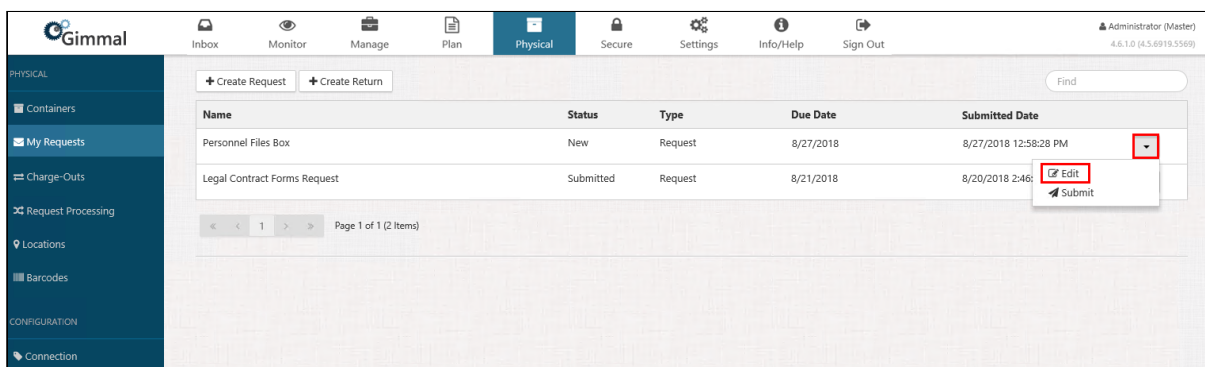 Gimmal
Inbox Monitor Manage Plan Physical Secure Settings Info/Help Sign Out
Administrator (Master)
4.6.1.0 (4.5.6919.5569)
PHYSICAL
Containers
My Requests
Charge-Outs
Request Processing
Locations
Barcodes
CONFIGURATION
Connection
Create Request Create Return Find
Name Status Type Due Date Submitted Date
Personnel Files Box New Request 8/27/2018 8/27/2018 12:58:28 PM
Legal Contract Forms Request Submitted Request 8/21/2018 8/20/2018 2:46:
Edit
Submit
« < 1 > » Page 1 of 1 (2 Items)